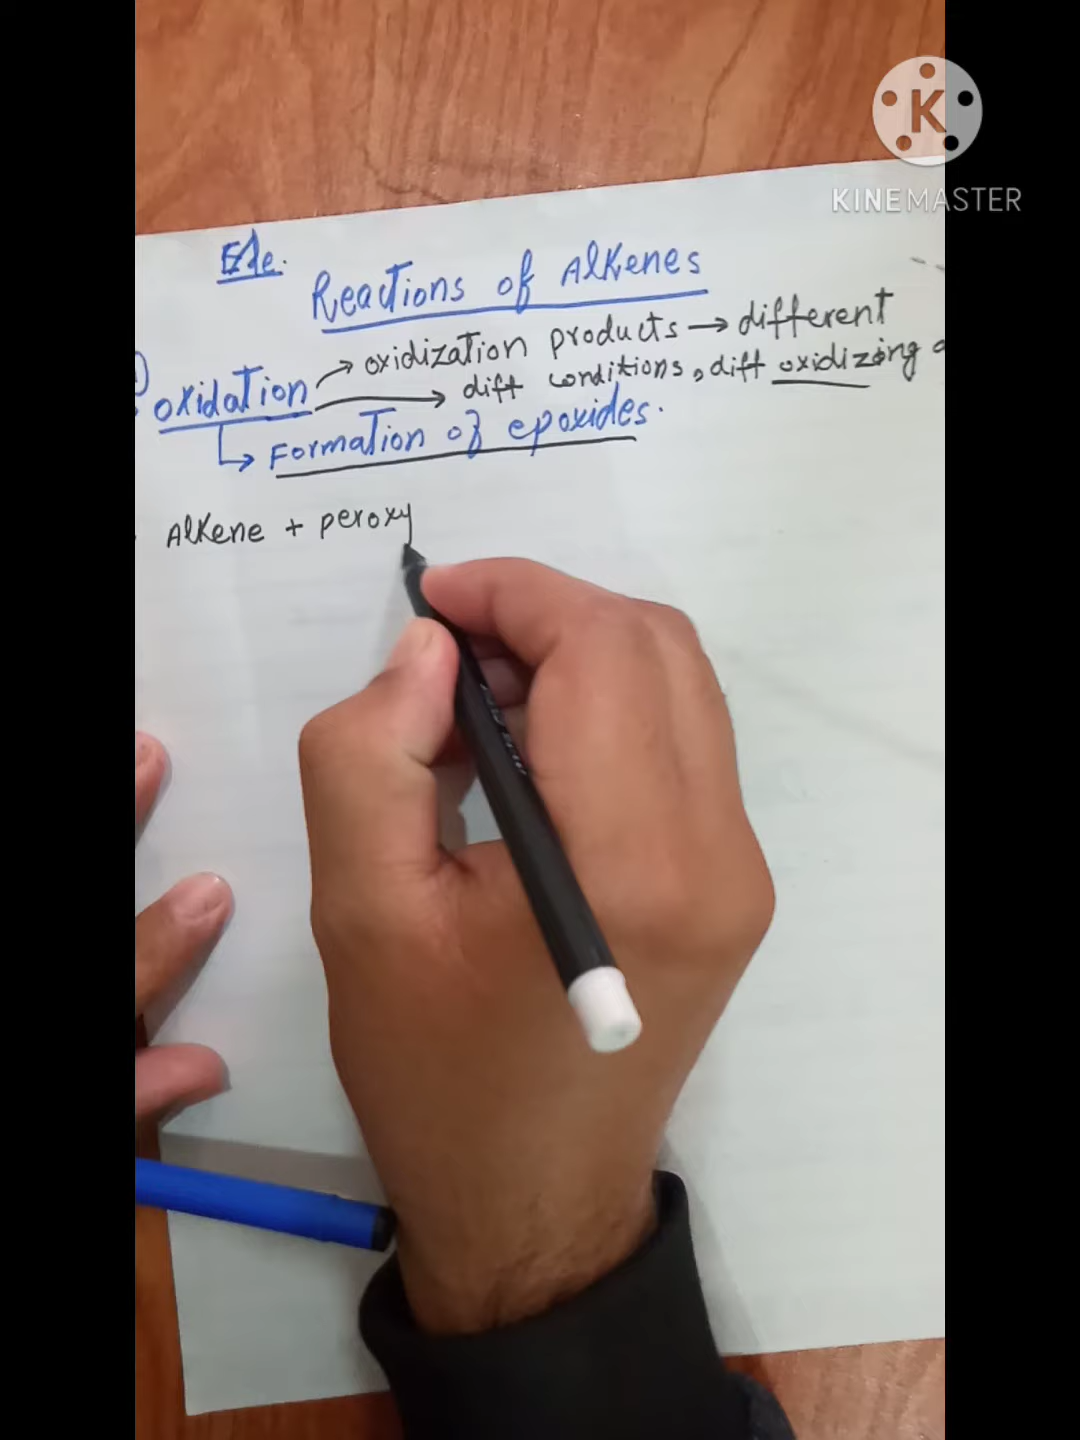 KINEMASTER
Reactions of Alkenes
oxidation → oxidization products → different
→ diff conditions, diff oxidizing
↳ Formation of epoxides.
Alkene + peroxy